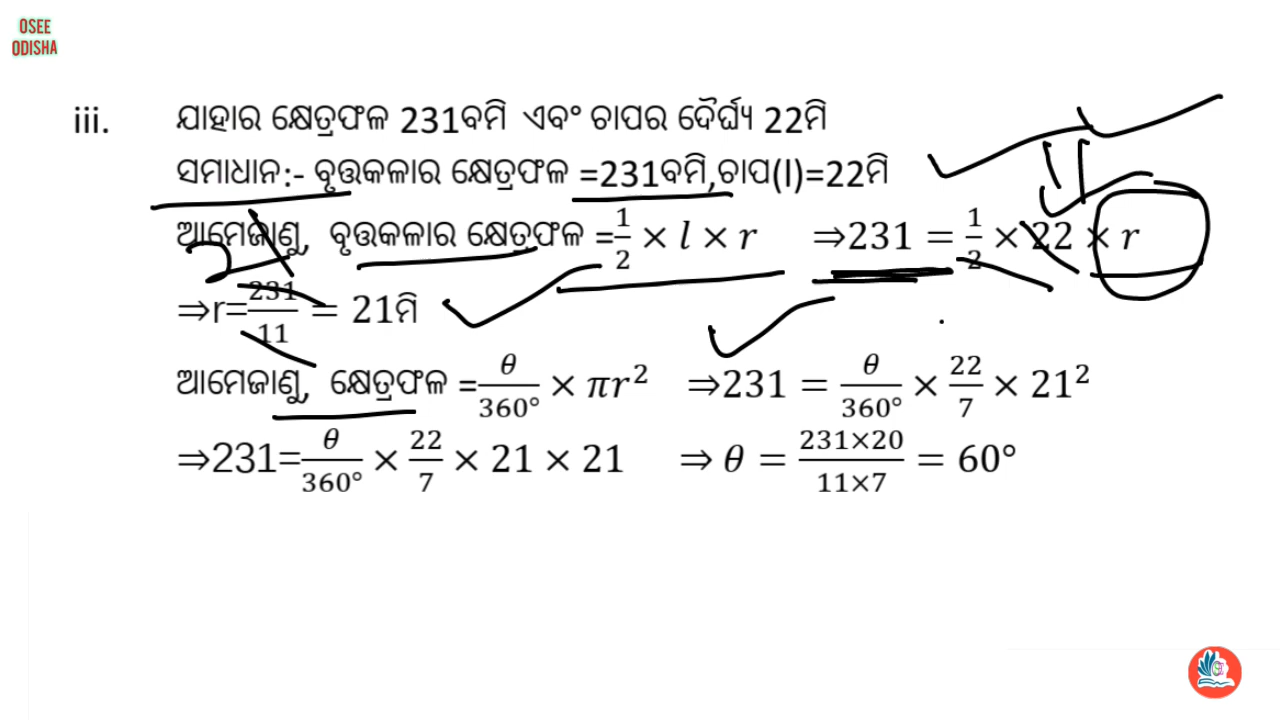 OSEE
ODISHA
iii. ଯାହାର କ୍ଷେତ୍ରଫଳ 231ବମି ଏବଂ ଚାପର ଦୈର୍ଘ୍ୟ 22ମି
ସମାଧାନ:- ବୃତ୍ତକଳାର କ୍ଷେତ୍ରଫଳ =231ବମି,ଚାପ(l)=22ମି
ଆମେଜାଣୁ, ବୃତ୍ତକଳାର କ୍ଷେତ୍ରଫଳ =1/2 × l × r ⇒231 = 1/2 × 22 × r
11
21
⇒r=231/11 = 21ମି
ଆମେଜାଣୁ, କ୍ଷେତ୍ରଫଳ =θ/360° × πr² ⇒231 = θ/360° × 22/7 × 21²
⇒231=θ/360° × 22/7 × 21 × 21 ⇒ θ = 231×20/11×7 = 60°